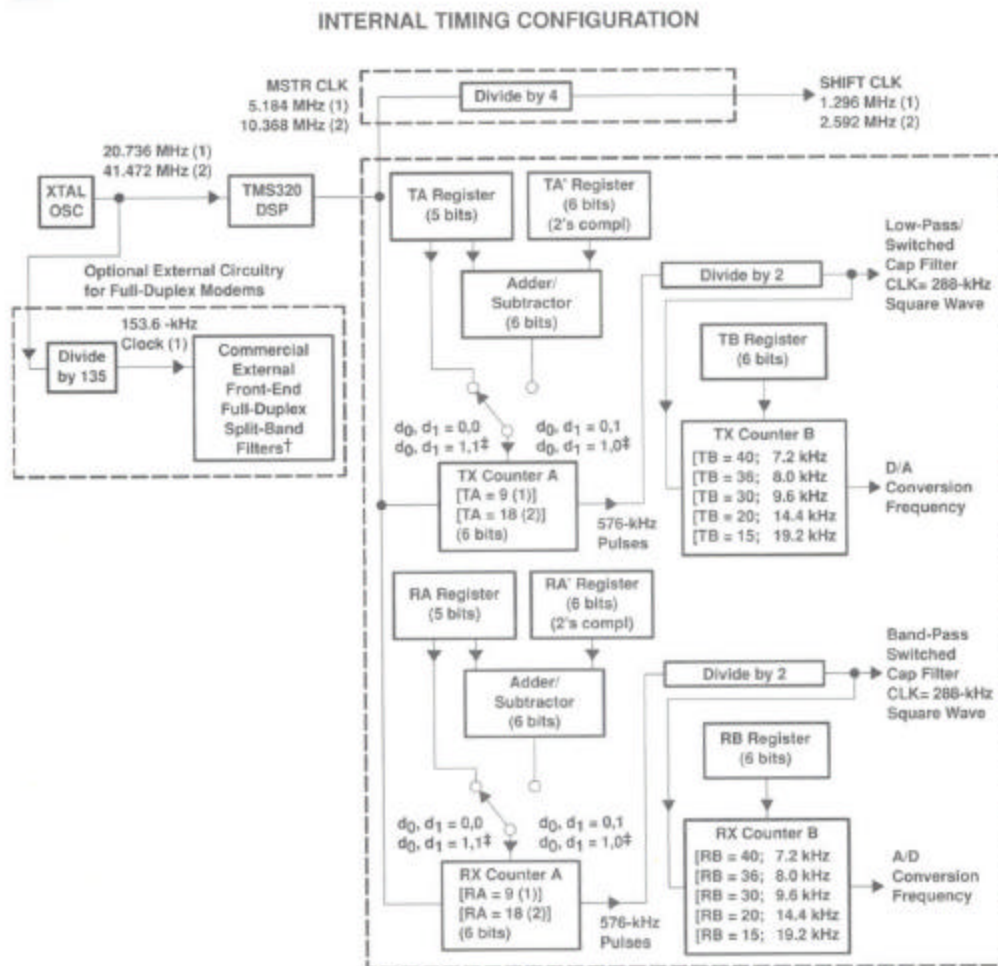 INTERNAL TIMING CONFIGURATION
MSTR CLK
5.184 MHz (1)
10.368 MHz (2)
Divide by 4
SHIFT CLK
1.296 MHz (1)
2.592 MHz (2)
20.736 MHz (1)
41.472 MHz (2)
XTAL
OSC
TMS320
DSP
TA Register
(5 bits)
TA' Register
(6 bits)
(2's compl)
Adder/
Subtractor
(6 bits)
Divide by 2
Low-Pass/
Switched
Cap Filter
CLK= 288-kHz
Square Wave
Optional External Circuitry
for Full-Duplex Modems
153.6 -kHz
Clock (1)
Divide
by 135
Commercial
External
Front-End
Full-Duplex
Split-Band
Filters†
TB Register
(6 bits)
d0, d1 = 0,0
d0, d1 = 1,1‡
d0, d1 = 0,1
d0, d1 = 1,0‡
TX Counter A
[TA = 9 (1)]
[TA = 18 (2)]
(6 bits)
576-kHz
Pulses
TX Counter B
[TB = 40; 7.2 kHz
[TB = 36; 8.0 kHz
[TB = 30; 9.6 kHz
[TB = 20; 14.4 kHz
[TB = 15; 19.2 kHz
D/A
Conversion
Frequency
RA Register
(5 bits)
RA' Register
(6 bits)
(2's compl)
Adder/
Subtractor
(6 bits)
Divide by 2
Band-Pass
Switched
Cap Filter
CLK= 288-kHz
Square Wave
RB Register
(6 bits)
d0, d1 = 0,0
d0, d1 = 1,1‡
d0, d1 = 0,1
d0, d1 = 1,0‡
RX Counter A
[RA = 9 (1)]
[RA = 18 (2)]
(6 bits)
576-kHz
Pulses
RX Counter B
[RB = 40; 7.2 kHz
[RB = 36; 8.0 kHz
[RB = 30; 9.6 kHz
[RB = 20; 14.4 kHz
[RB = 15; 19.2 kHz
A/D
Conversion
Frequency